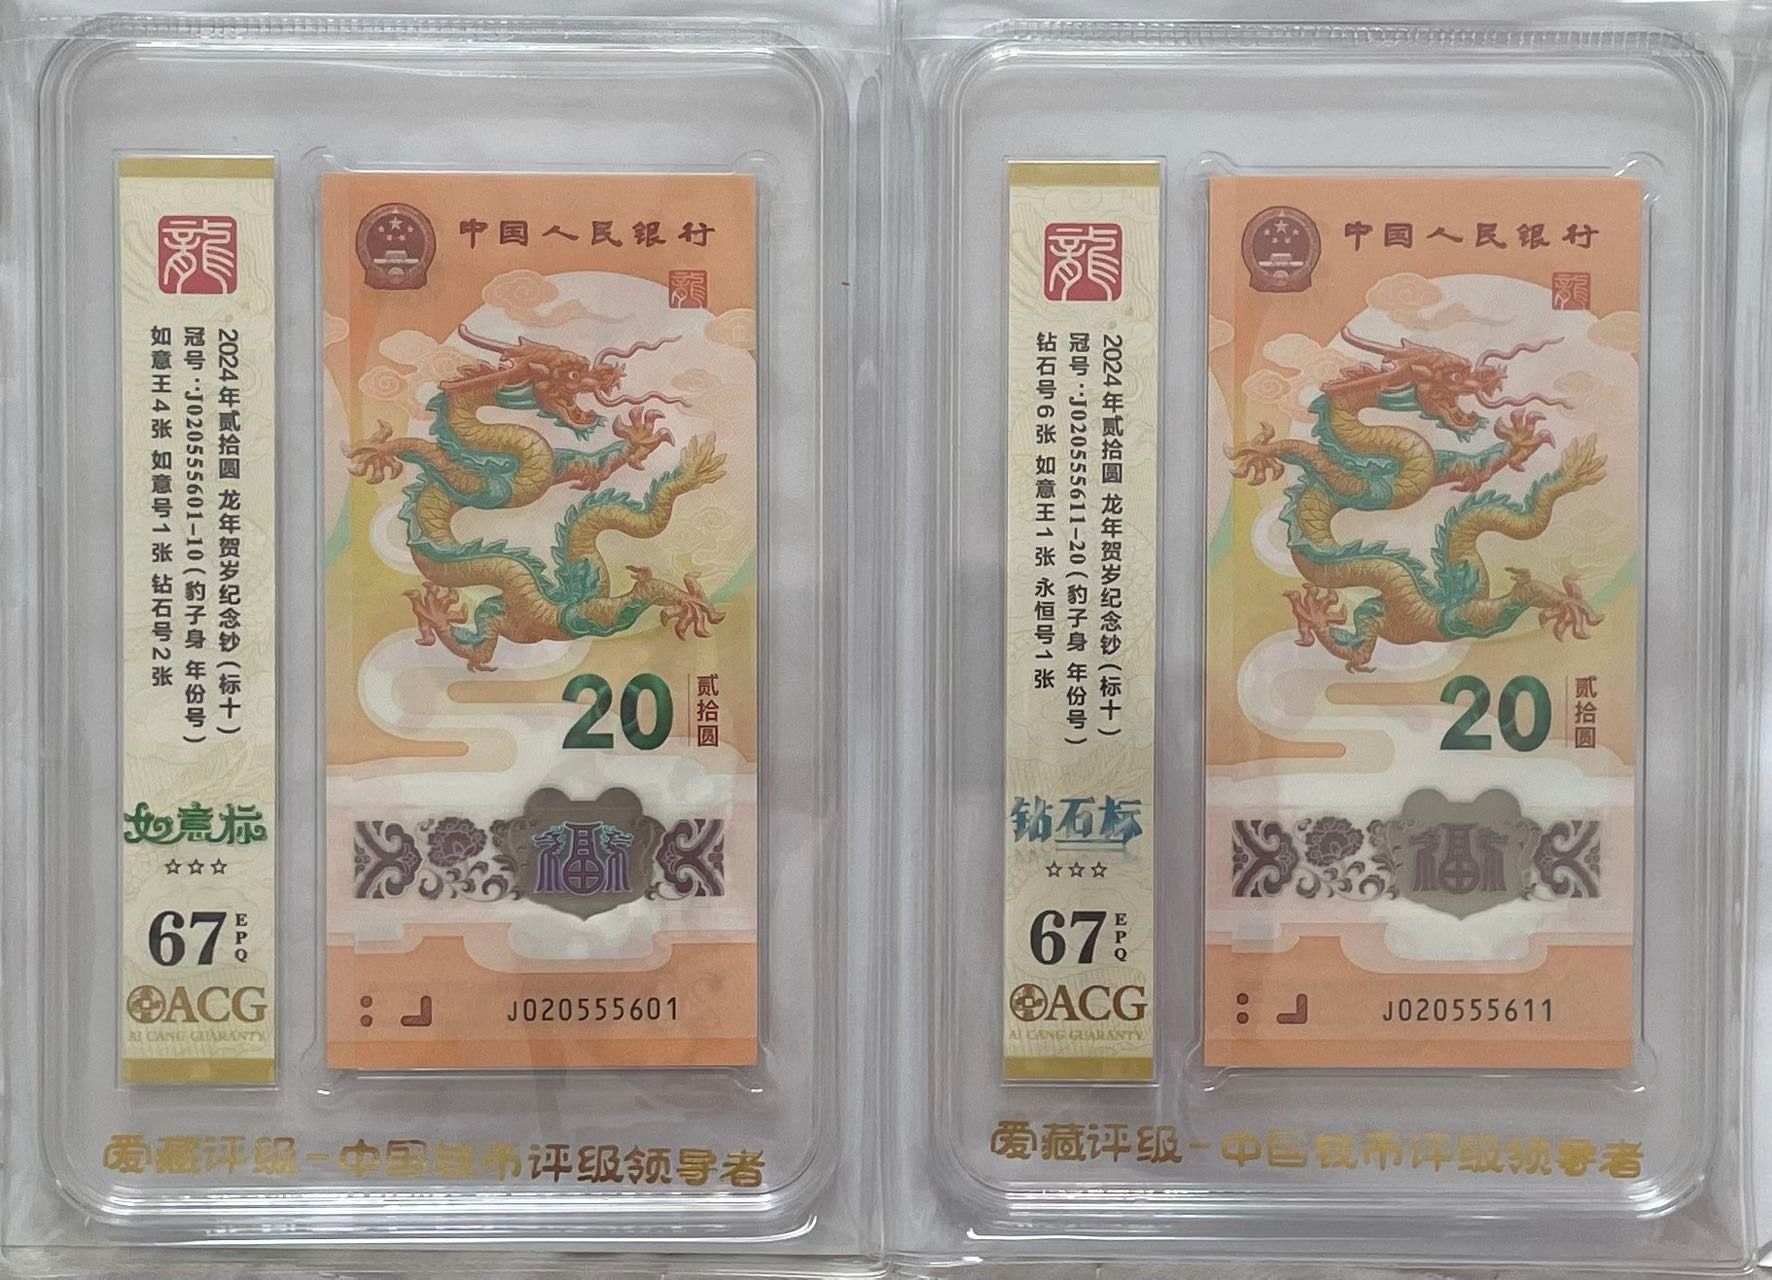 龍
2024年贰拾圆 龙年贺岁纪念钞(标十)
冠号:J020555601-10(豹子身 年份号)
如意王4张 如意号1张 钻石号2张
如意标
☆☆☆
67 EPQ
ACG
AI CANG GUARANTY
中国人民银行
龍
20 贰拾圆
福
J020555601
爱藏评级-中国钱币评级领导者
龍
2024年贰拾圆 龙年贺岁纪念钞(标十)
冠号:J020555611-20(豹子身 年份号)
钻石号6张 如意王1张 永恒号1张
钻石标
☆☆☆
67 EPQ
ACG
AI CANG GUARANTY
中国人民银行
龍
20 贰拾圆
福
J020555611
爱藏评级-中国钱币评级领导者